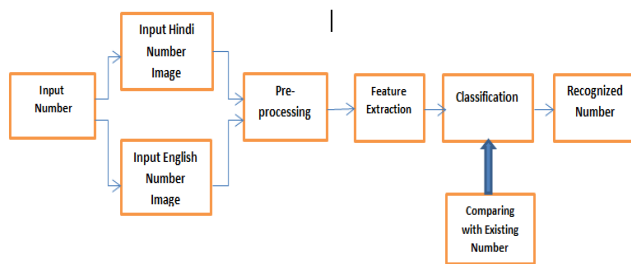 Input
Number
Input Hindi
Number
Image
Input English
Number
Image
Pre-
processing
Feature
Extraction
Classification
Recognized
Number
Comparing
with Existing
Number